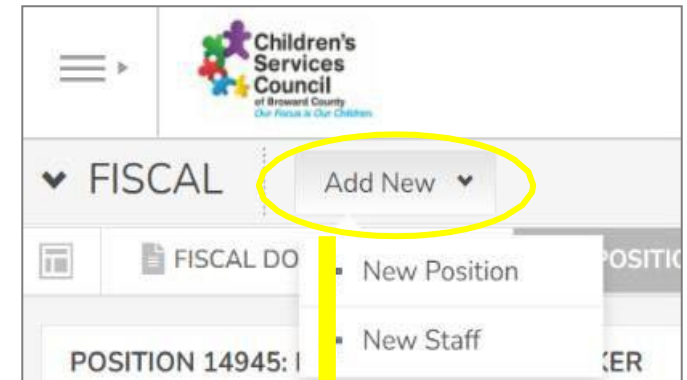 Children's
Services
Council
of Broward County
Our Focus is Our Children.
FISCAL
Add New
FISCAL DO
New Position
POSITIO
New Staff
POSITION 14945:
KER